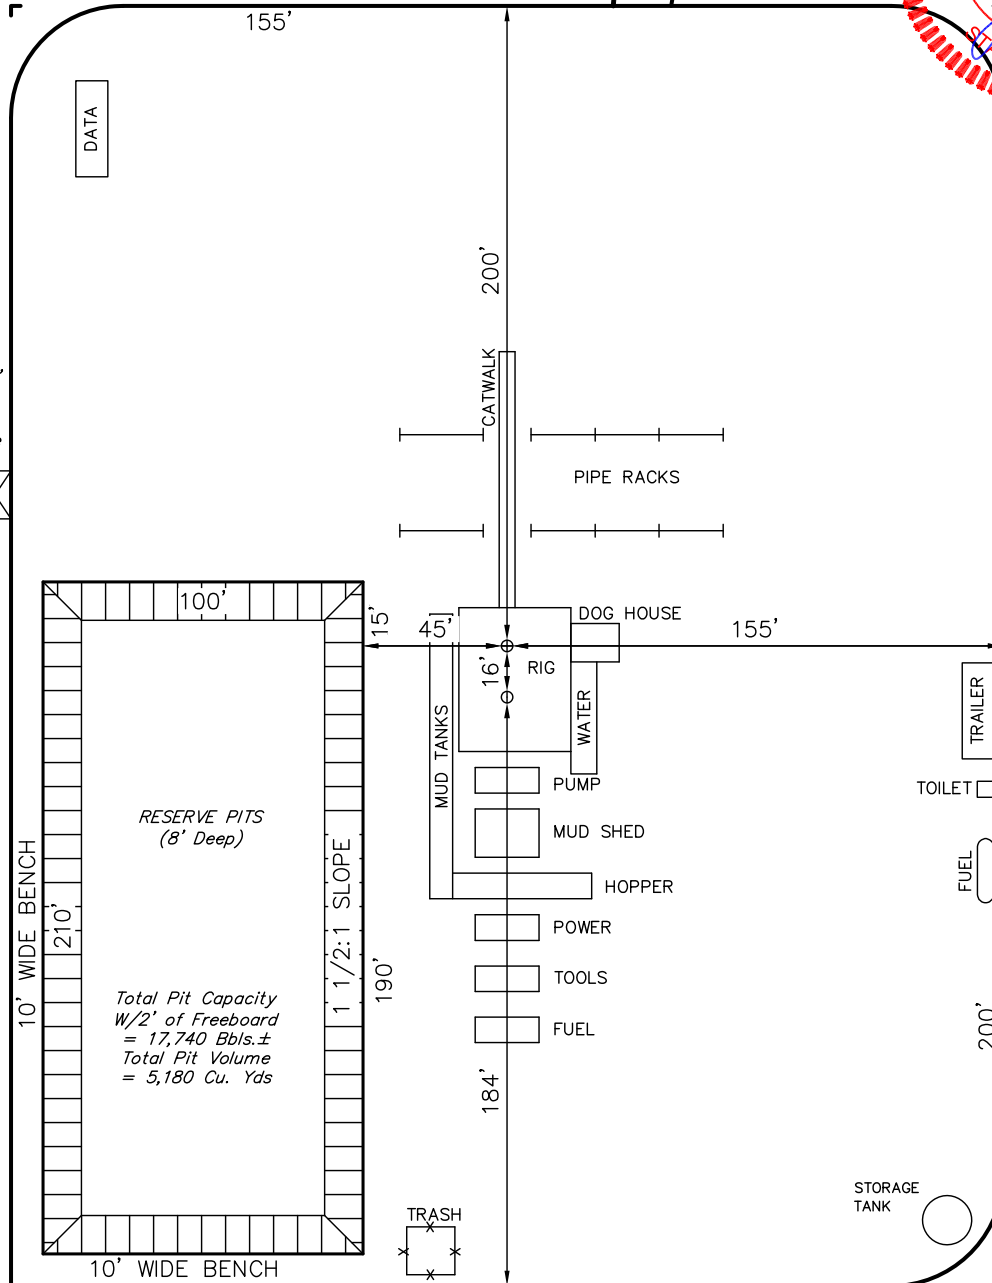 155'
DATA
200'
CATWALK
PIPE RACKS
100'
15'
45'
DOG HOUSE
155'
16'
RIG
MUD TANKS
WATER
TRAILER
PUMP
TOILET
RESERVE PITS
(8' Deep)
MUD SHED
10' WIDE BENCH
210'
1 1/2:1 SLOPE
190'
HOPPER
FUEL
POWER
TOOLS
Total Pit Capacity
W/2' of Freeboard
= 17,740 Bbls.±
Total Pit Volume
= 5,180 Cu. Yds
FUEL
200'
184'
STORAGE
TANK
TRASH
X
X
X
X
10' WIDE BENCH